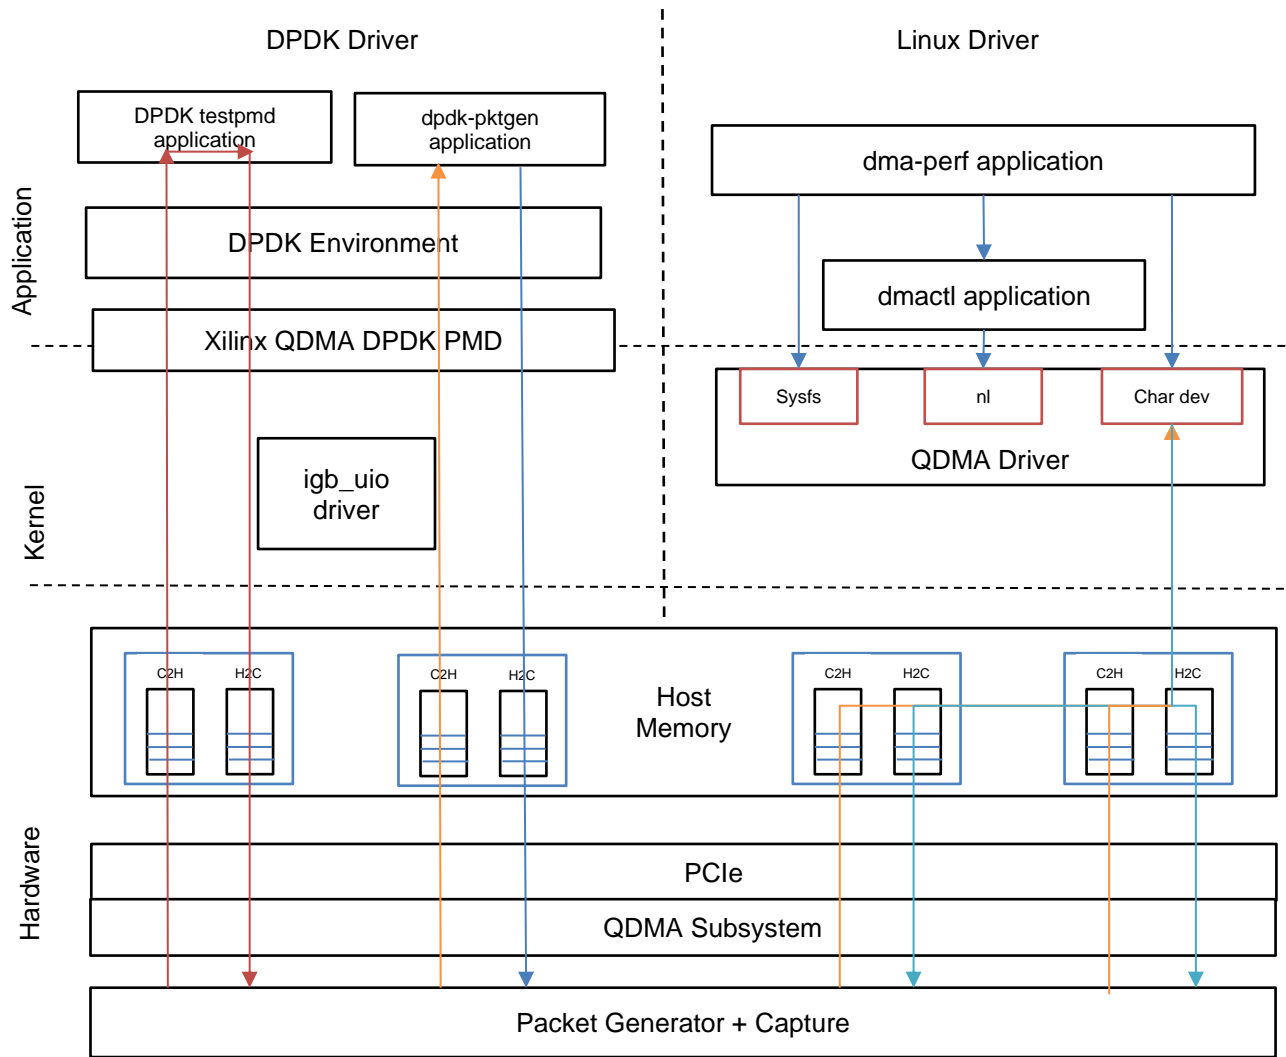 DPDK Driver
Linux Driver
DPDK testpmd
application
dpdk-pktgen
application
dma-perf application
Application
DPDK Environment
dmactl application
Xilinx QDMA DPDK PMD
Sysfs
nl
Char dev
QDMA Driver
Kernel
igb_uio
driver
C2H
H2C
C2H
H2C
Host
Memory
C2H
H2C
C2H
H2C
Hardware
PCIe
QDMA Subsystem
Packet Generator + Capture